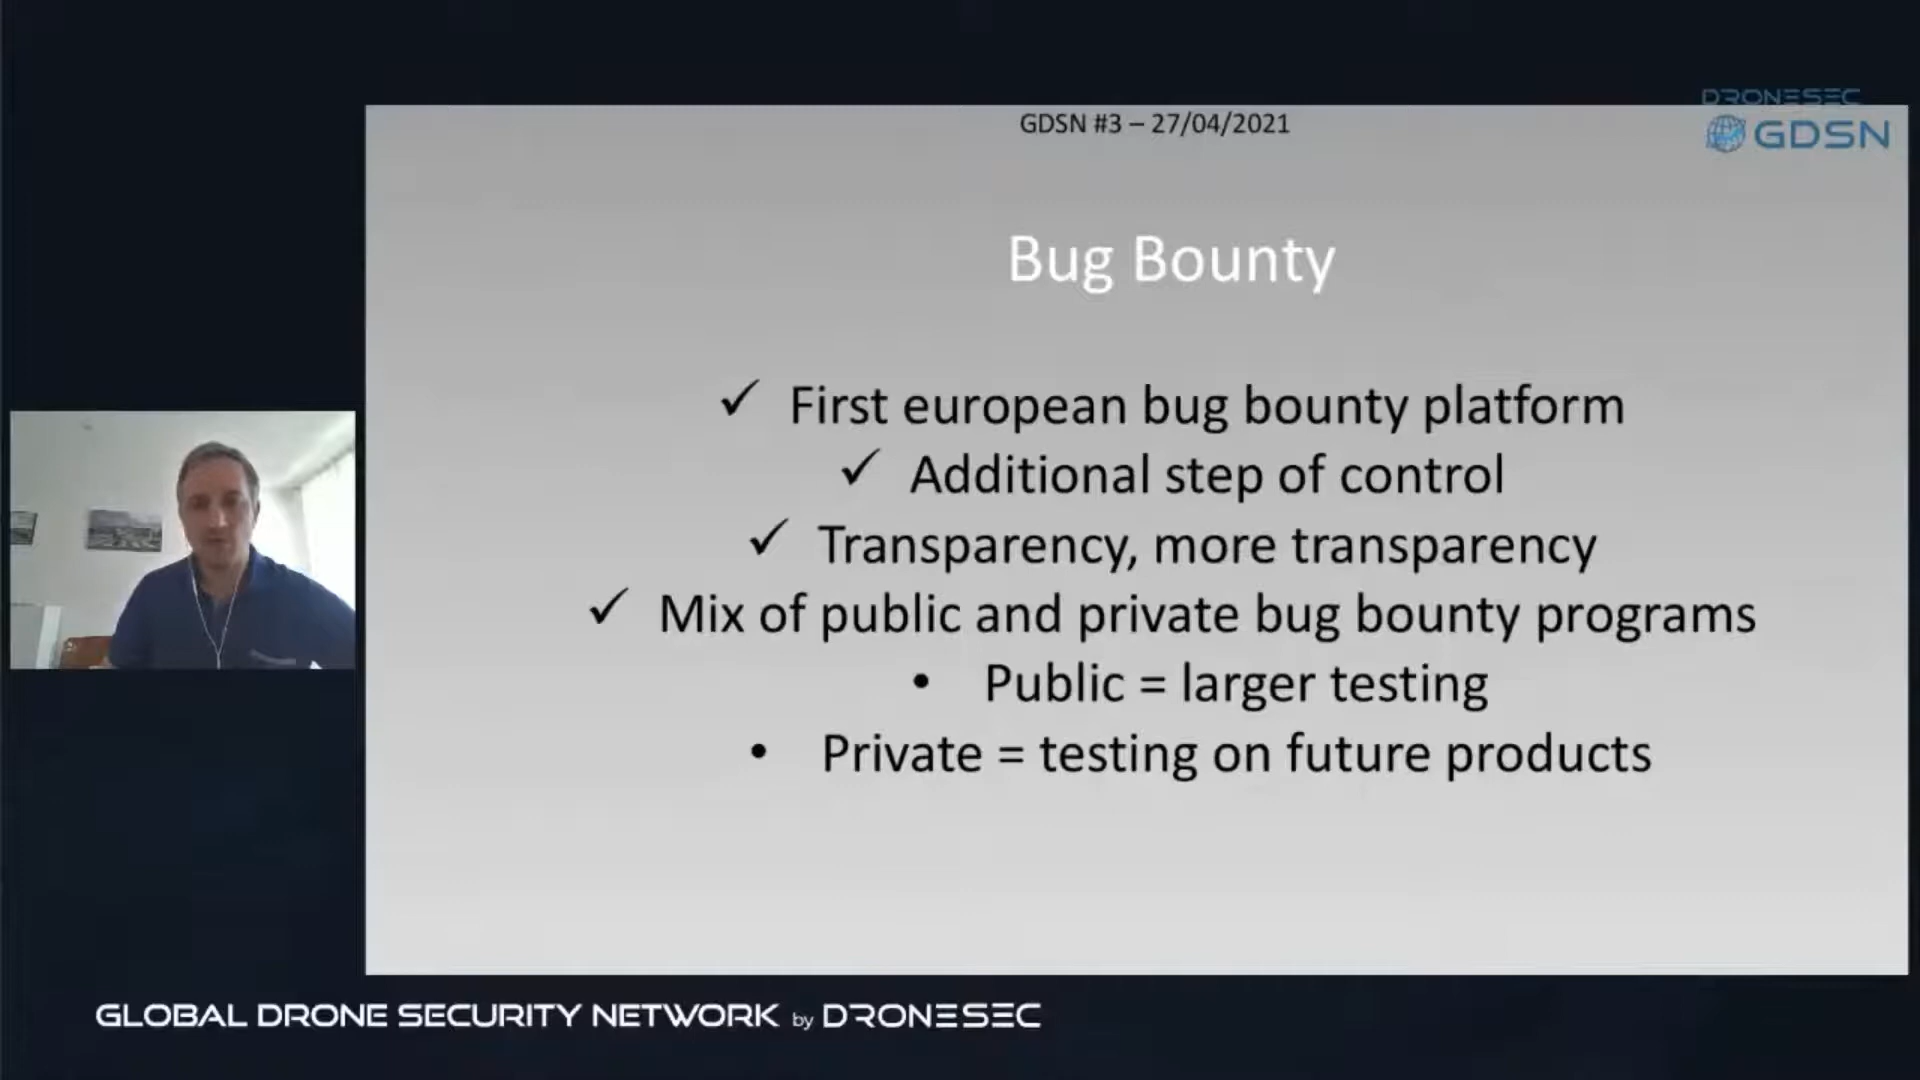 DRONESEC
GDSN
GDSN #3 – 27/04/2021
Bug Bounty
✓ First european bug bounty platform
✓ Additional step of control
✓ Transparency, more transparency
✓ Mix of public and private bug bounty programs
• Public = larger testing
• Private = testing on future products
GLOBAL DRONE SECURITY NETWORK by DRONESEC